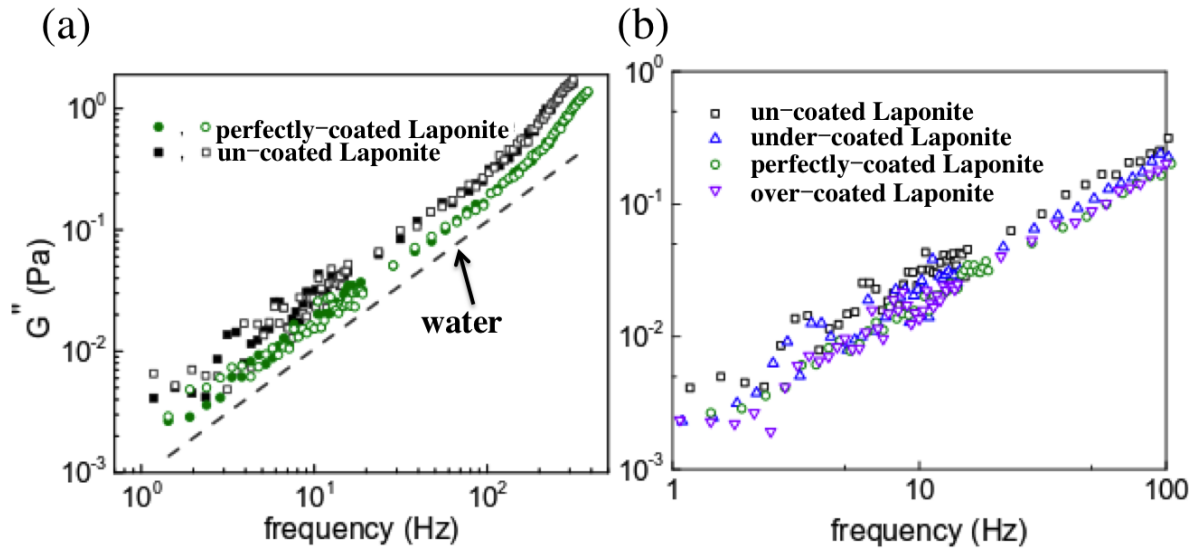 (a)
10⁰
10⁻¹
10⁻²
10⁻³
G" (Pa)
, perfectly-coated Laponite
, un-coated Laponite
water
10⁰ 10¹ 10²
frequency (Hz)
(b)
10⁰
10⁻¹
10⁻²
10⁻³
un-coated Laponite
under-coated Laponite
perfectly-coated Laponite
over-coated Laponite
1 10 100
frequency (Hz)